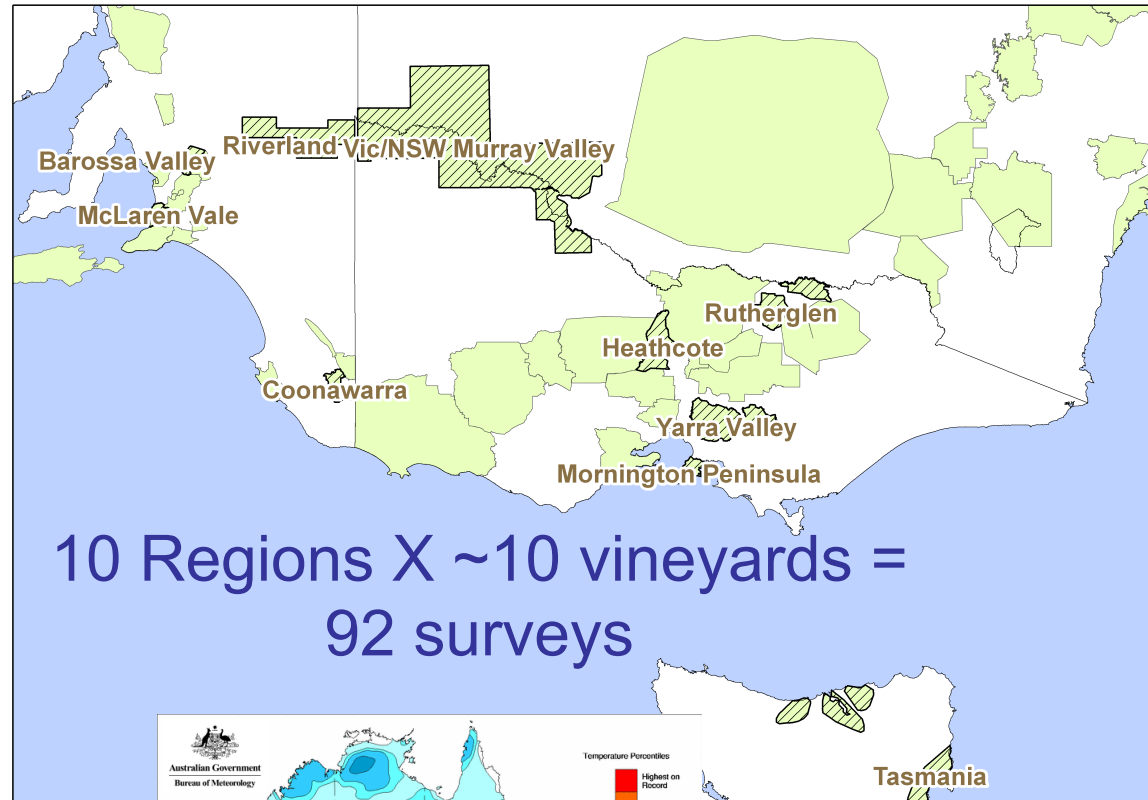 Riverland
Vic/NSW Murray Valley
Barossa Valley
McLaren Vale
Rutherglen
Heathcote
Coonawarra
Yarra Valley
Mornington Peninsula
10 Regions X ~10 vineyards =
92 surveys
Australian Government
Bureau of Meteorology
Temperature Percentiles
Highest on
Record
Tasmania